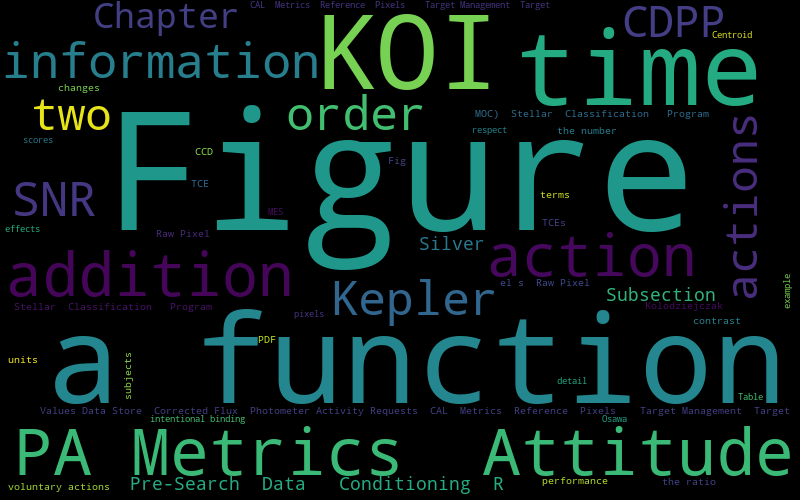 CAL Metrics Reference Pixels Target Management Target
Chapter
KOI
CDPP
Centroid
information
time
changes
two
order
MOC) Stellar Classification Program
scores
respect
the number
Figure
CCD
Fig
actions
TCE
SNR
terms
MES
TCEs
effects
Raw Pixel
Silver
action
addition
Kepler
el s Raw Pixel
Subsection
example
Stellar Classification Program
Kolodziejczak
pixels
contrast
a function
PDF
units
subjects
detail
Table
Values Data Store Corrected Flux Photometer Activity Requests CAL Metrics Reference Pixels Target Management Target
intentional binding
Osawa
PA Metrics Attitude
voluntary actions
Pre-Search Data Conditioning R
performance
the ratio